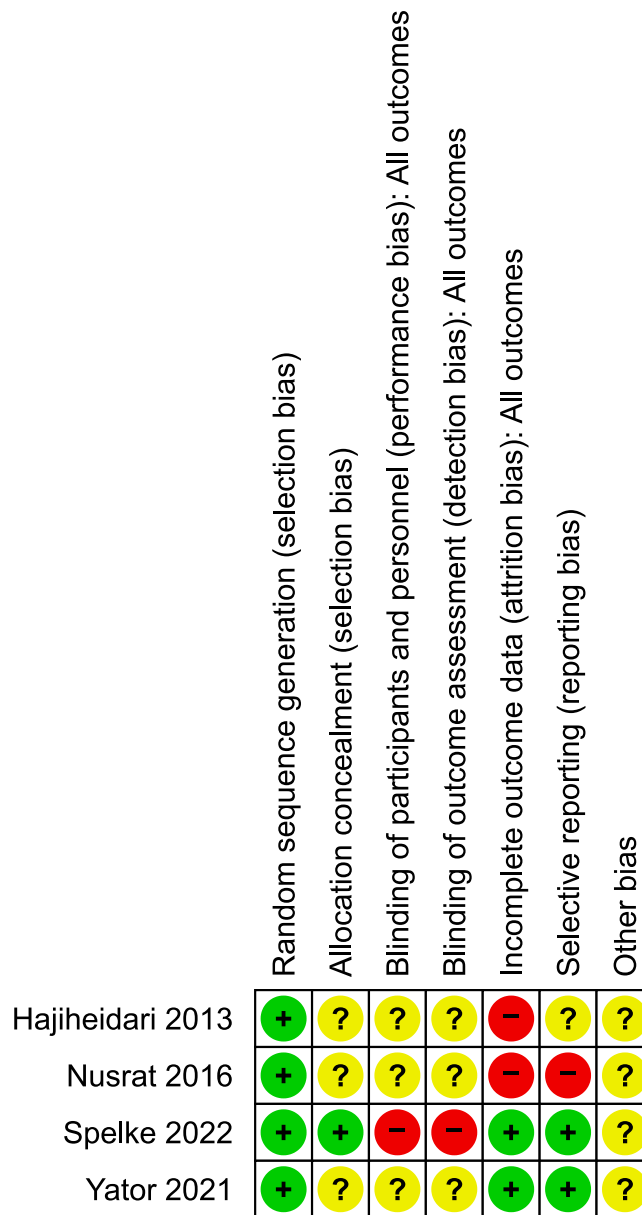 Random sequence generation (selection bias)
Allocation concealment (selection bias)
Blinding of participants and personnel (performance bias): All outcomes
Blinding of outcome assessment (detection bias): All outcomes
Incomplete outcome data (attrition bias): All outcomes
Selective reporting (reporting bias)
Other bias
Hajiheidari 2013 + ? ? ? − ? ?
Nusrat 2016 + ? ? ? − − ?
Spelke 2022 + + − − + + ?
Yator 2021 + ? ? ? + + ?